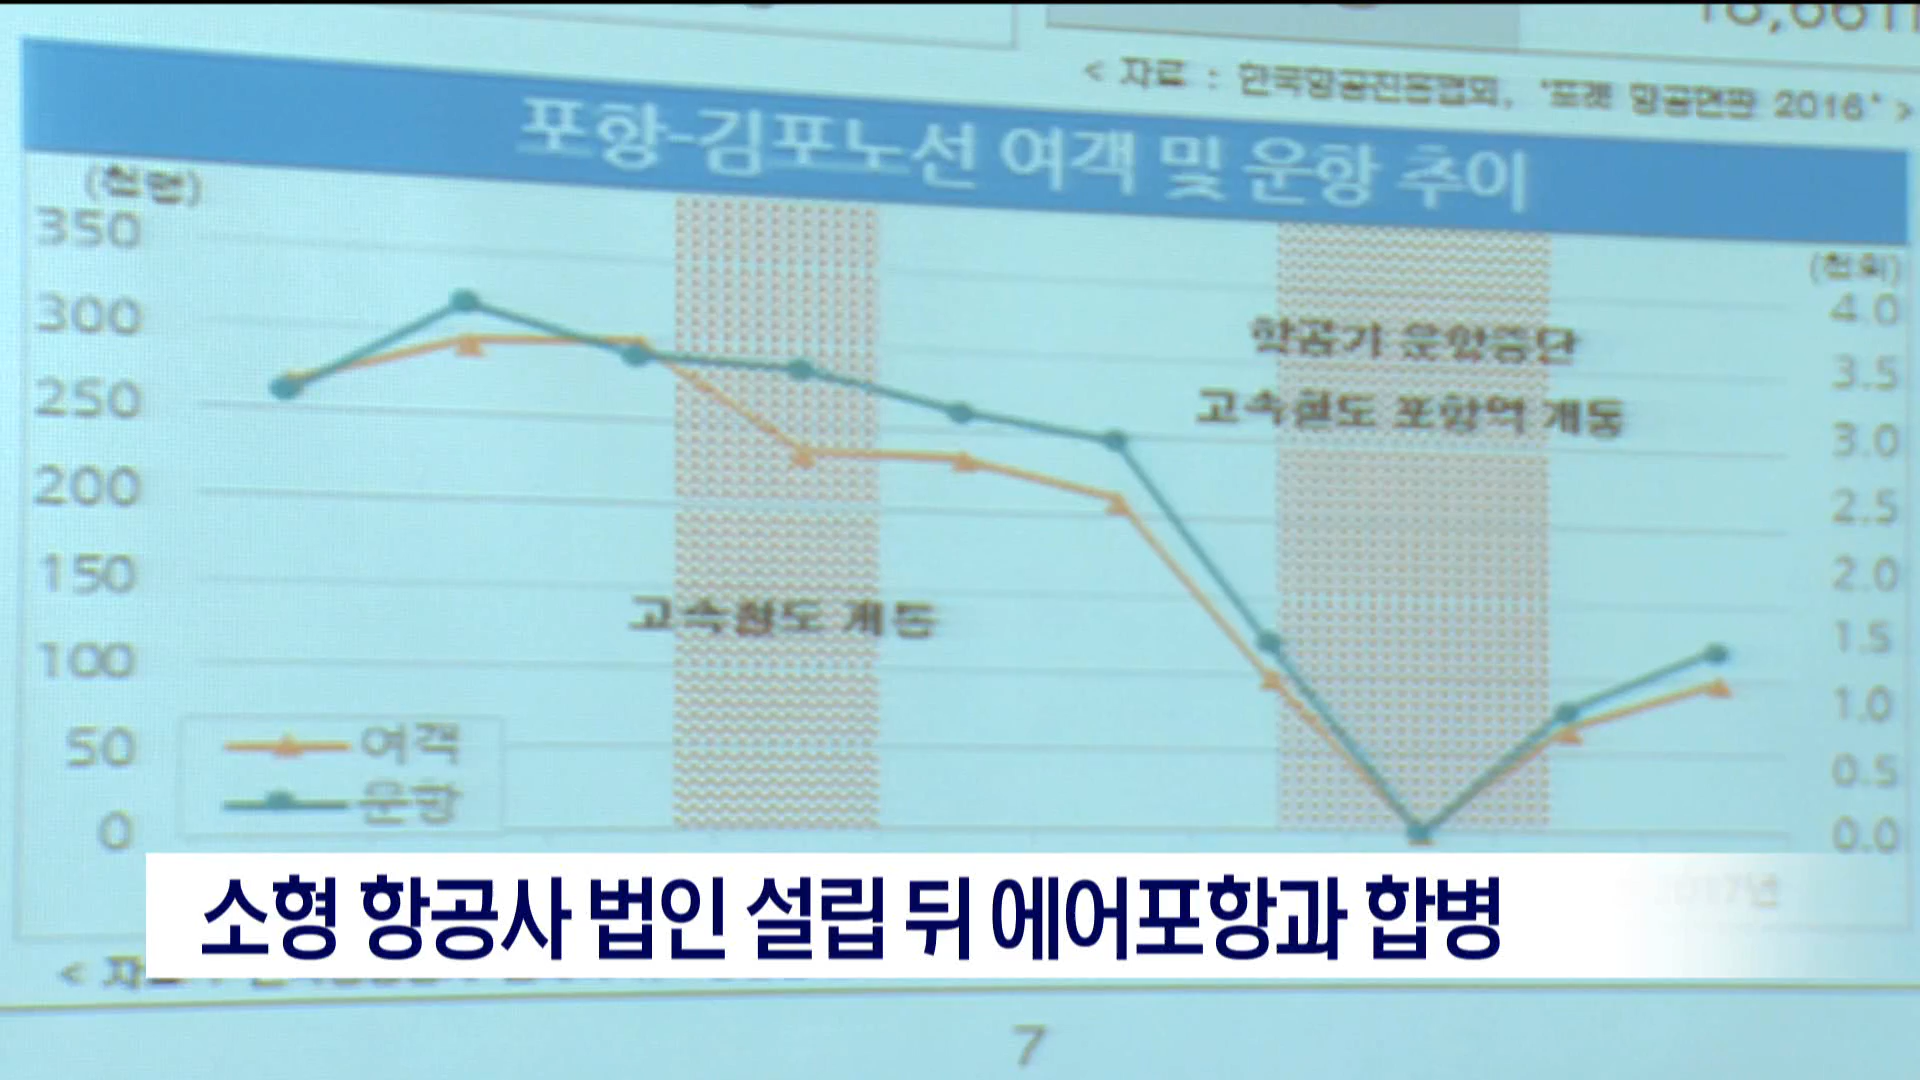 < 자료 : 한국항공진흥협회, '포켓 항공현황 2016' >
포항-김포노선 여객 및 운항 추이
(천명)
350
300
250
200
150
100
50
0
(천회)
4.0
3.5
3.0
2.5
2.0
1.5
1.0
0.5
0.0
항공기 운항중단
고속철도 포항역 개통
고속철도 개통
여객
운항
소형 항공사 법인 설립 뒤 에어포항과 합병
7